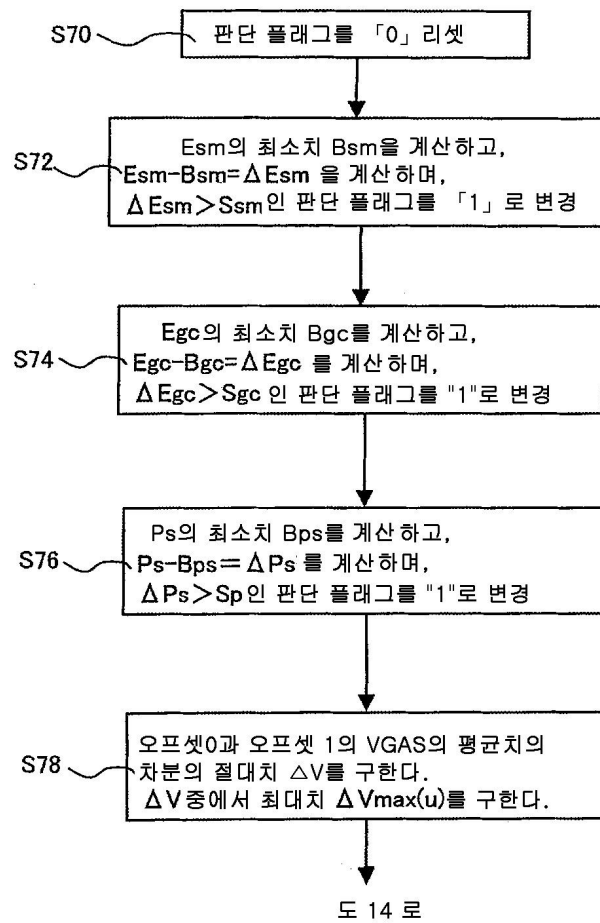 S70
판단 플래그를 「0」 리셋
S72
Esm의 최소치 Bsm을 계산하고,
Esm-Bsm=ΔEsm 을 계산하며,
ΔEsm>Ssm인 판단 플래그를 「1」로 변경
S74
Egc의 최소치 Bgc를 계산하고,
Egc-Bgc=ΔEgc 를 계산하며,
ΔEgc>Sgc 인 판단 플래그를 "1"로 변경
S76
Ps의 최소치 Bps를 계산하고,
Ps-Bps=ΔPs 를 계산하며,
ΔPs>Sp인 판단 플래그를 "1"로 변경
S78
오프셋0과 오프셋 1의 VGAS의 평균치의
차분의 절대치 △V를 구한다.
ΔV 중에서 최대치 ΔVmax(u)를 구한다.
도 14 로